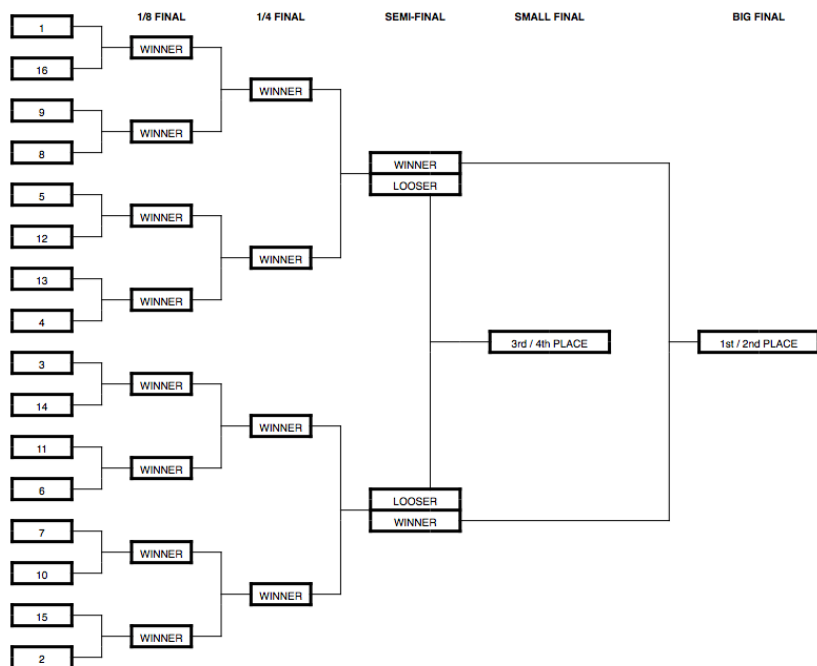 1/8 FINAL 1/4 FINAL SEMI-FINAL SMALL FINAL BIG FINAL
1
WINNER
16
WINNER
9
WINNER
8
WINNER
LOOSER
5
WINNER
12
WINNER
13
WINNER
4
3rd / 4th PLACE 1st / 2nd PLACE
3
WINNER
14
WINNER
11
WINNER
6
LOOSER
WINNER
7
WINNER
10
WINNER
15
WINNER
2